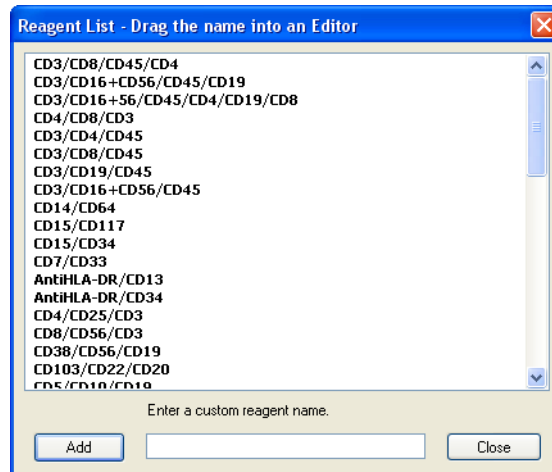 Reagent List - Drag the name into an Editor
CD3/CD8/CD45/CD4
CD3/CD16+CD56/CD45/CD19
CD3/CD16+56/CD45/CD4/CD19/CD8
CD4/CD8/CD3
CD3/CD4/CD45
CD3/CD8/CD45
CD3/CD19/CD45
CD3/CD16+CD56/CD45
CD14/CD64
CD15/CD117
CD15/CD34
CD7/CD33
AntiHLA-DR/CD13
AntiHLA-DR/CD34
CD4/CD25/CD3
CD8/CD56/CD3
CD38/CD56/CD19
CD103/CD22/CD20
CD5/CD10/CD19
Enter a custom reagent name.
Add
Close